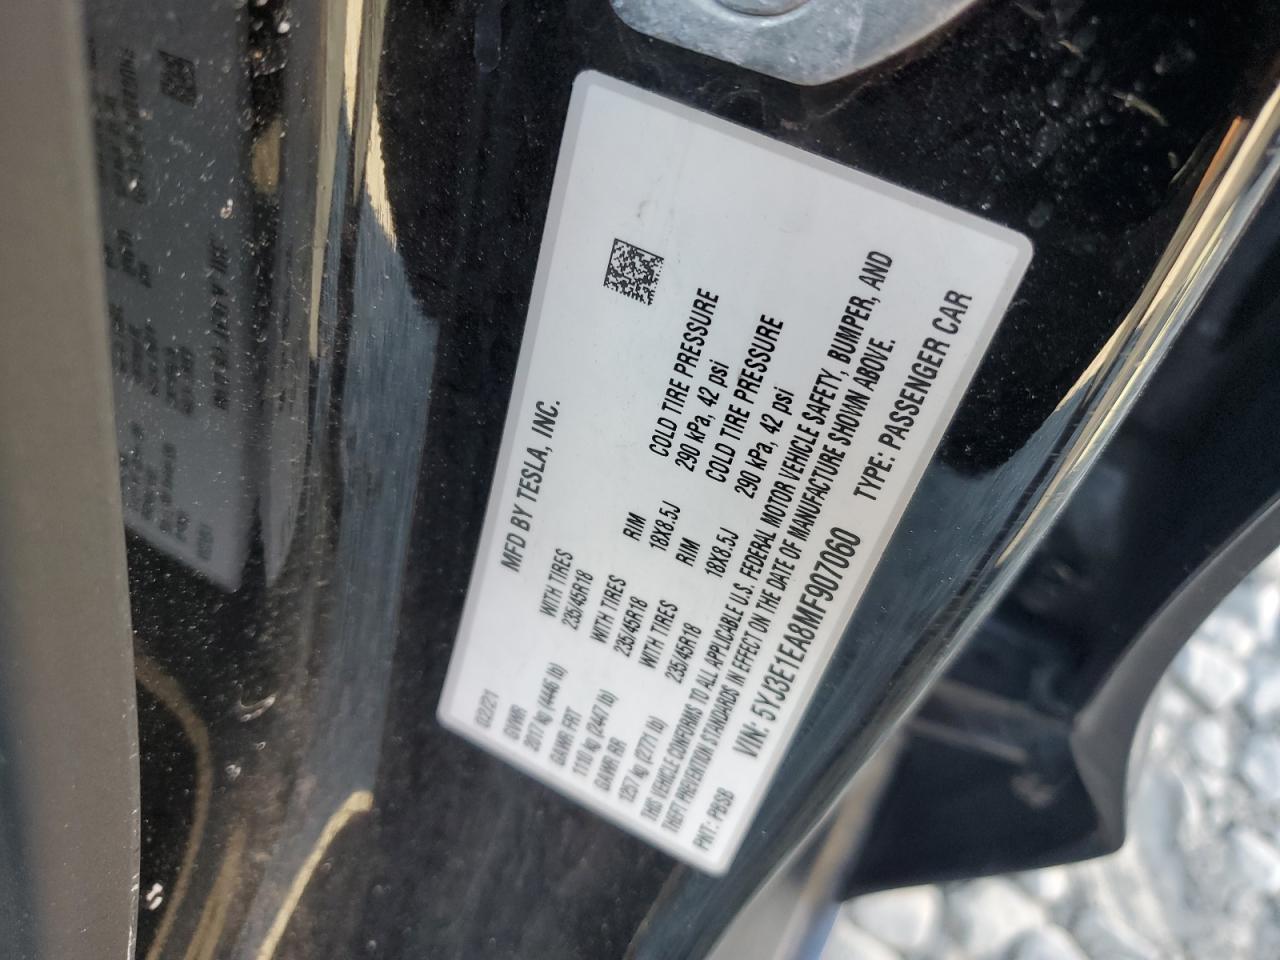 MFD BY TESLA, INC.
02/21
GVWR
2017 kg (4446 lb)
GAWR FRT WITH TIRES RIM COLD TIRE PRESSURE
1110 kg (2447 lb) 235/45R18 18X8.5J 290 kPa, 42 psi
GAWR RR WITH TIRES RIM COLD TIRE PRESSURE
1257 kg (2771 lb) 235/45R18 18X8.5J 290 kPa, 42 psi
WITH TIRES
235/45R18
THIS VEHICLE CONFORMS TO ALL APPLICABLE U.S. FEDERAL MOTOR VEHICLE SAFETY, BUMPER, AND
THEFT PREVENTION STANDARDS IN EFFECT ON THE DATE OF MANUFACTURE SHOWN ABOVE.
VIN: 5YJ3E1EA8MF907060 TYPE: PASSENGER CAR
PNT: PBSB